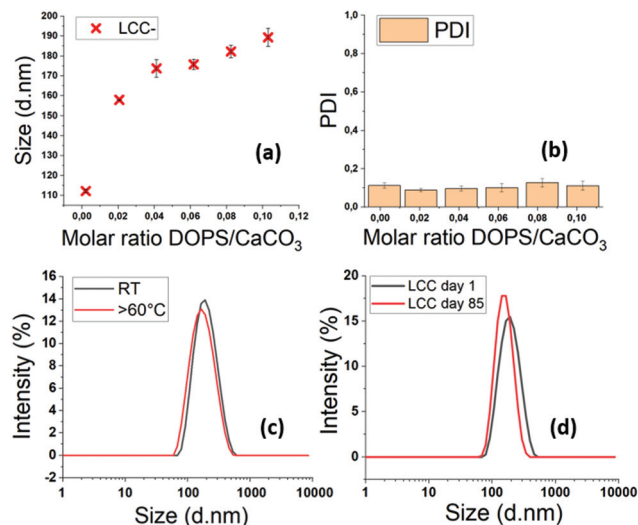 LCC-
190
180
170
160
150
140
130
120
110
Size (d.nm)
(a)
0,00 0,02 0,04 0,06 0,08 0,10 0,12
Molar ratio DOPS/CaCO₃
PDI
1,0
0,8
0,6
0,4
0,2
0,0
PDI
(b)
0,00 0,02 0,04 0,06 0,08 0,10
Molar ratio DOPS/CaCO₃
RT
>60°C
16
14
12
10
8
6
4
2
0
-2
Intensity (%)
(c)
1 10 100 1000 10000
Size (d.nm)
LCC day 1
LCC day 85
20
15
10
5
0
Intensity (%)
(d)
1 10 100 1000 10000
Size (d.nm)